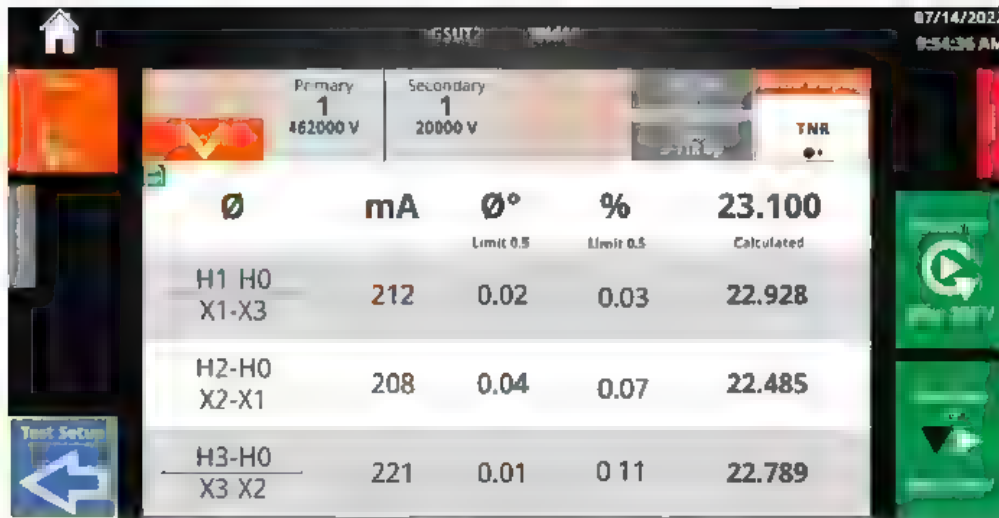 07/14/202
GSUT2
9:54:36 AM
Primary
Secondary
1
1
462000 V
20000 V
TNR
Ø mA Ø° % 23.100
Limit 0.5 Limit 0.5 Calculated
H1 H0
212 0.02 0.03 22.928
X1-X3
H2-H0
208 0.04 0.07 22.485
X2-X1
H3-H0
221 0.01 0 11 22.789
X3 X2
Test Setup